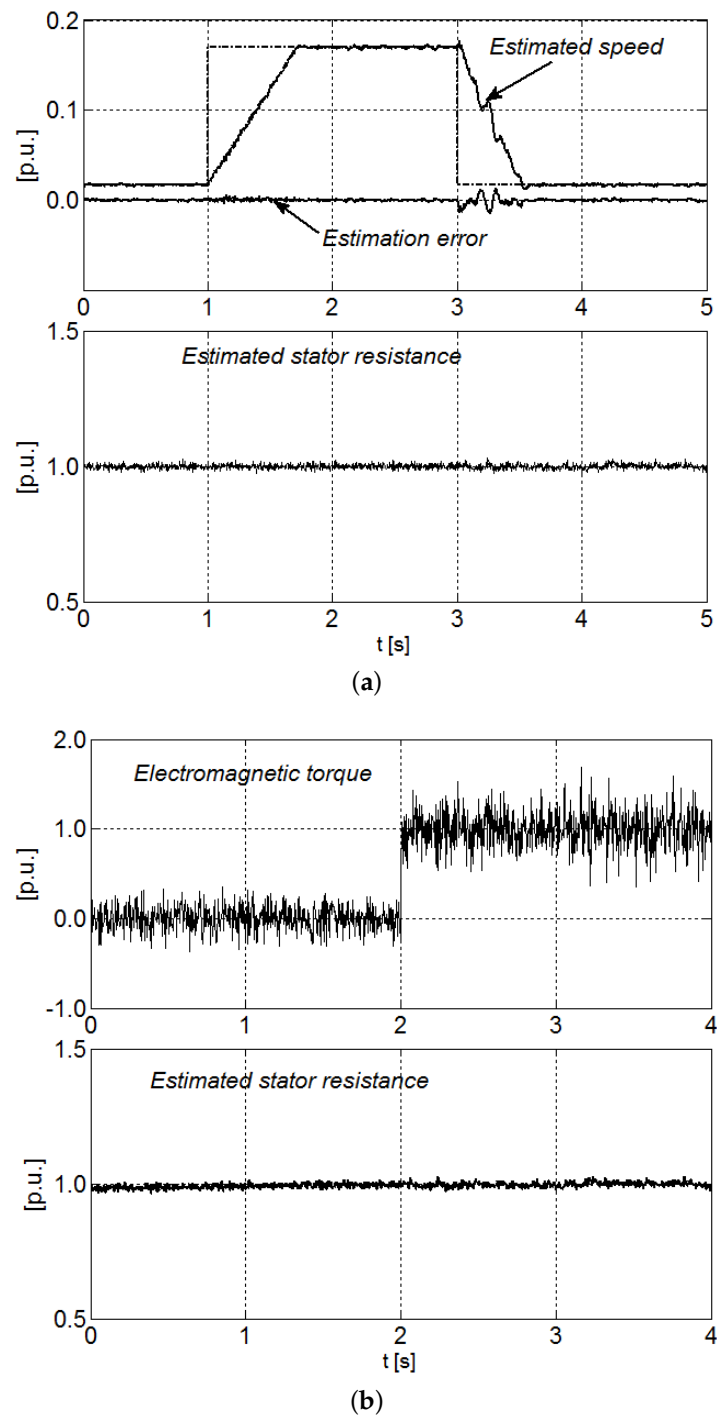 0.2
Estimated speed
0.1
[p.u.]
0.0
Estimation error
0 1 2 3 4 5
1.5
Estimated stator resistance
[p.u.]
1.0
0.5
0 1 2 3 4 5
t [s]
(a)
2.0
Electromagnetic torque
1.0
[p.u.]
0.0
-1.0
0 1 2 3 4
1.5
Estimated stator resistance
[p.u.]
1.0
0.5
0 1 2 3 4
t [s]
(b)